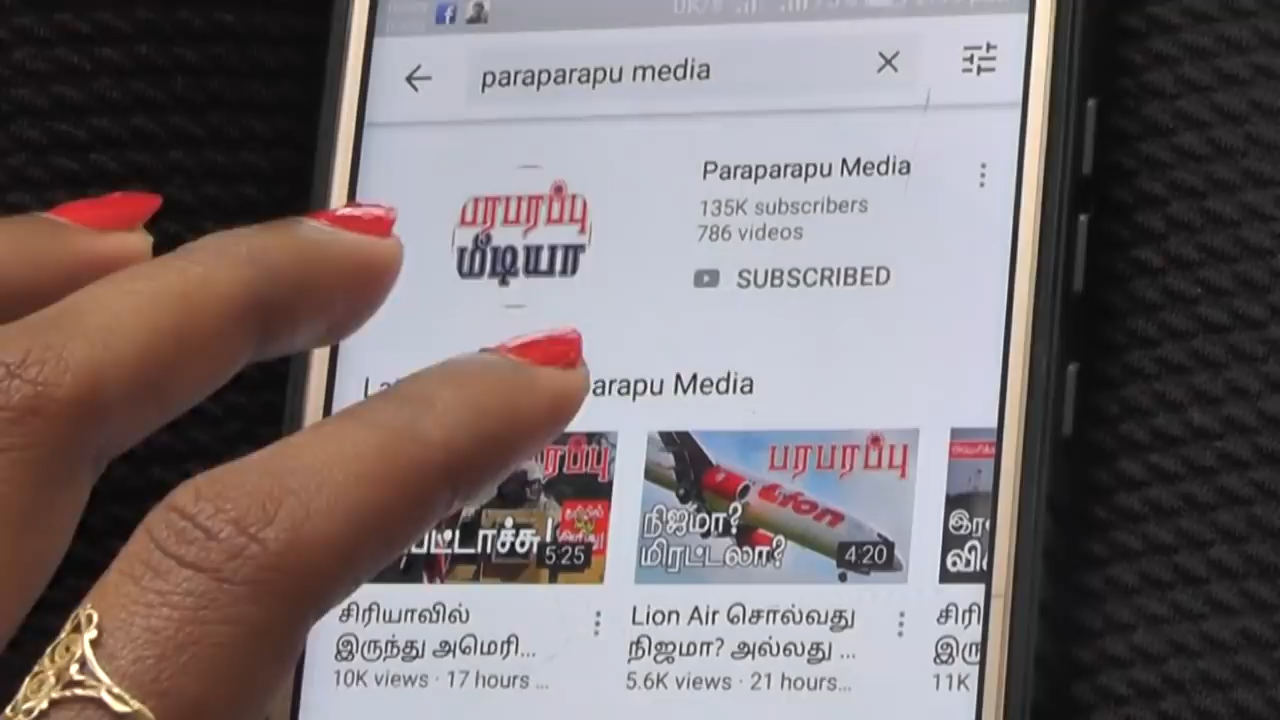 paraparapu media
பரபரப்பு
மீடியா
Paraparapu Media
135K subscribers
786 videos
SUBSCRIBED
arapu Media
5:25
பரபரப்பு
Lion
நிஜமா?
மிரட்டலா?
4:20
சிரியாவில்
இருந்து அமெரி...
10K views · 17 hours ...
Lion Air சொல்வது
நிஜமா? அல்லது ...
5.6K views · 21 hours...
11K